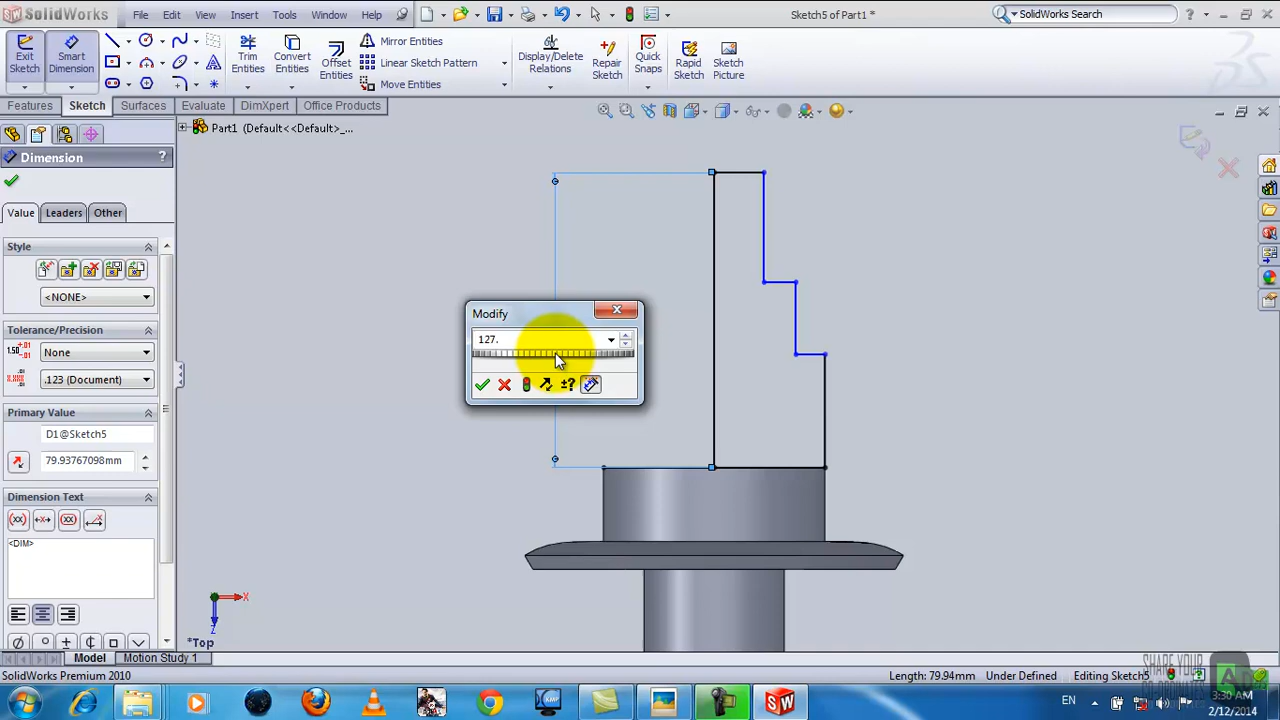 SolidWorks File Edit View Insert Tools Window Help Sketch5 of Part1 * SolidWorks Search
Exit Sketch
Smart Dimension
Trim Entities
Convert Entities
Offset Entities
Mirror Entities
Linear Sketch Pattern
Move Entities
Display/Delete Relations
Repair Sketch
Quick Snaps
Rapid Sketch
Sketch Picture
Features Sketch Surfaces Evaluate DimXpert Office Products
Part1 (Default<<Default>_...
Dimension ?
Value Leaders Other
Style
<NONE>
Tolerance/Precision
None
.123 (Document)
Primary Value
D1@Sketch5
79.93767098mm
Dimension Text
<DIM>
Modify
127.
X
Z
*Top
Model Motion Study 1
SolidWorks Premium 2010 Length: 79.94mm Under Defined Editing Sketch5
SHARE YOUR
EN 3:30 AM
2/12/2014